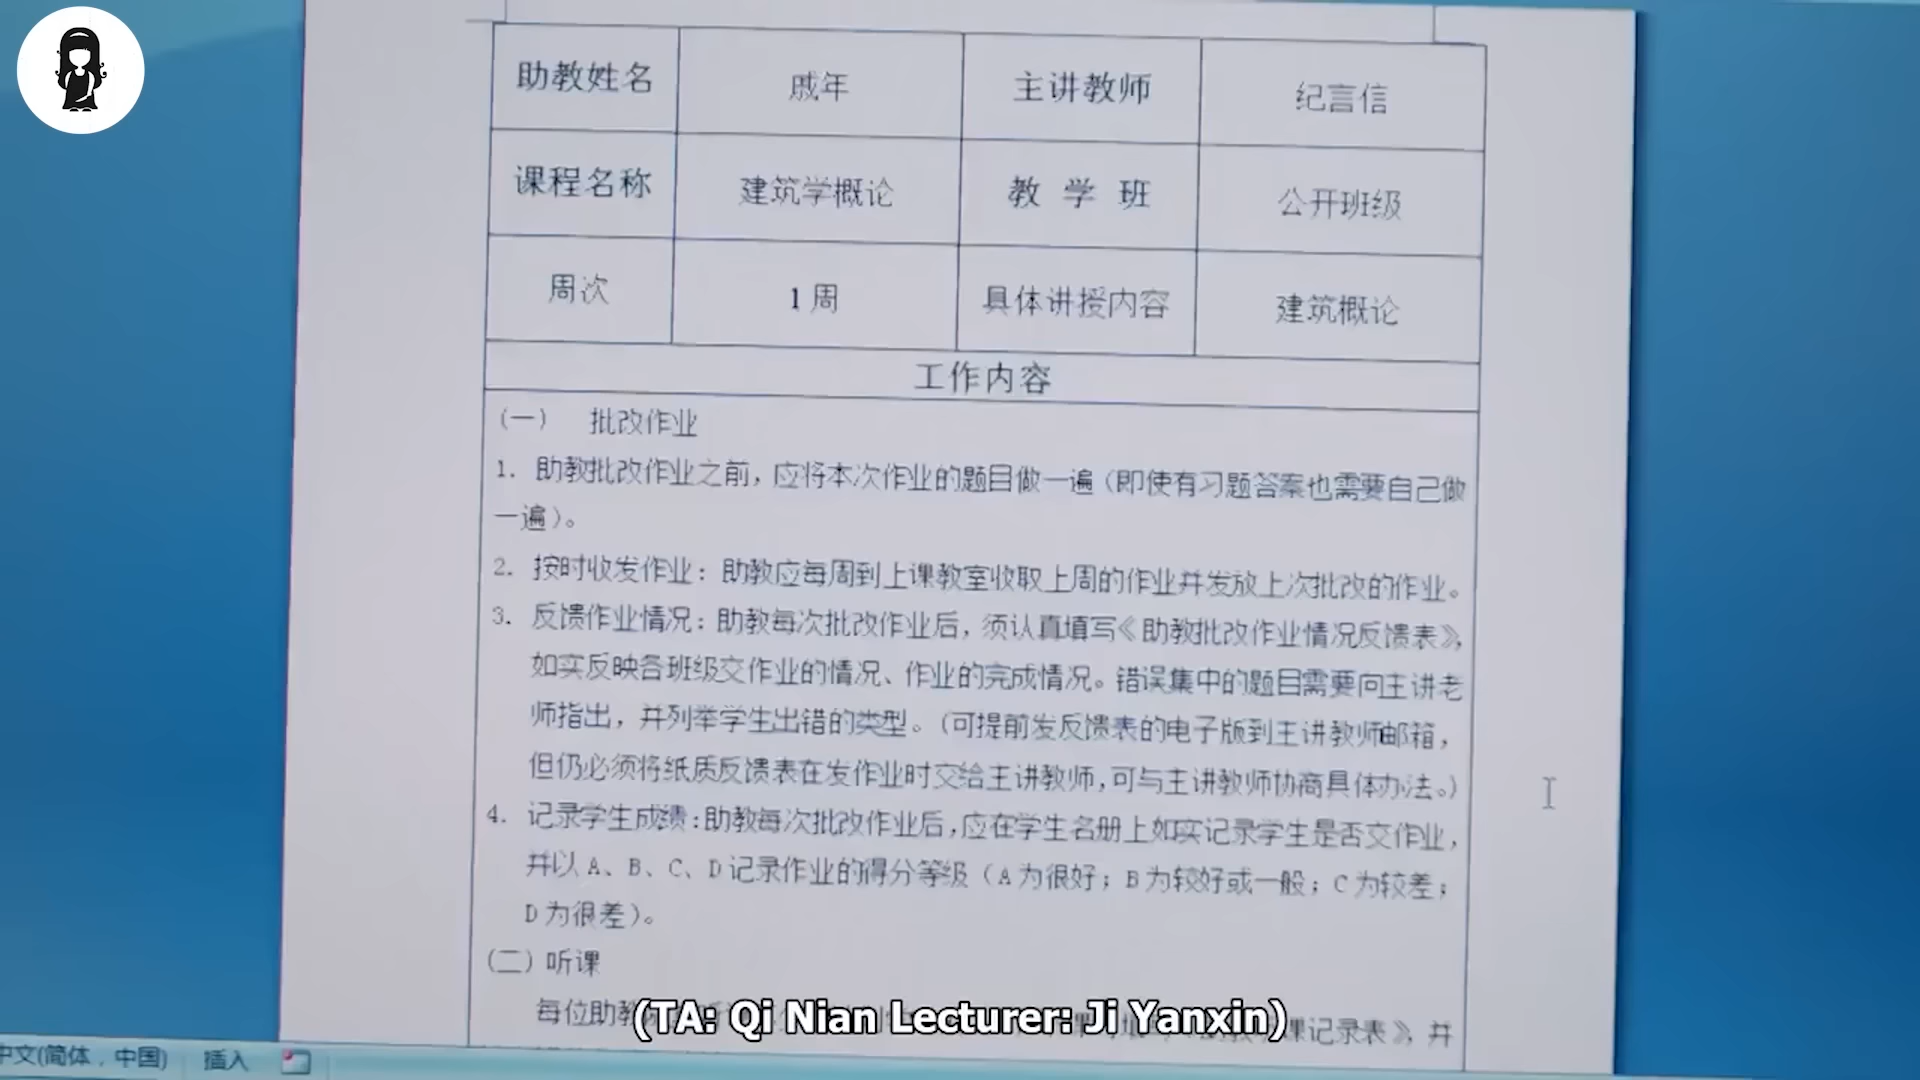 助教姓名 戚年 主讲教师 纪言信
课程名称 建筑学概论 教 学 班 公开班级
周次 1周 具体讲授内容 建筑概论
工作内容
(一) 批改作业
1. 助教批改作业之前，应将本次作业的题目做一遍（即使有习题答案也需要自己做
一遍）。
2. 按时收发作业：助教应每周到上课教室收取上周的作业并发放上次批改的作业。
3. 反馈作业情况：助教每次批改作业后，须认真填写《助教批改作业情况反馈表》，
如实反映各班级交作业的情况、作业的完成情况。错误集中的题目需要向主讲老
师指出，并列举学生出错的类型。（可提前发反馈表的电子版到主讲教师邮箱，
但仍必须将纸质反馈表在发作业时交给主讲教师，可与主讲教师协商具体办法。）
4. 记录学生成绩：助教每次批改作业后，应在学生名册上如实记录学生是否交作业，
并以 A、B、C、D 记录作业的得分等级（A 为很好；B 为较好或一般；C 为较差；
D 为很差）。
(二) 听课
每位助教 课记录表》，并
(TA: Qi Nian Lecturer: Ji Yanxin)
中文(简体，中国) 插入